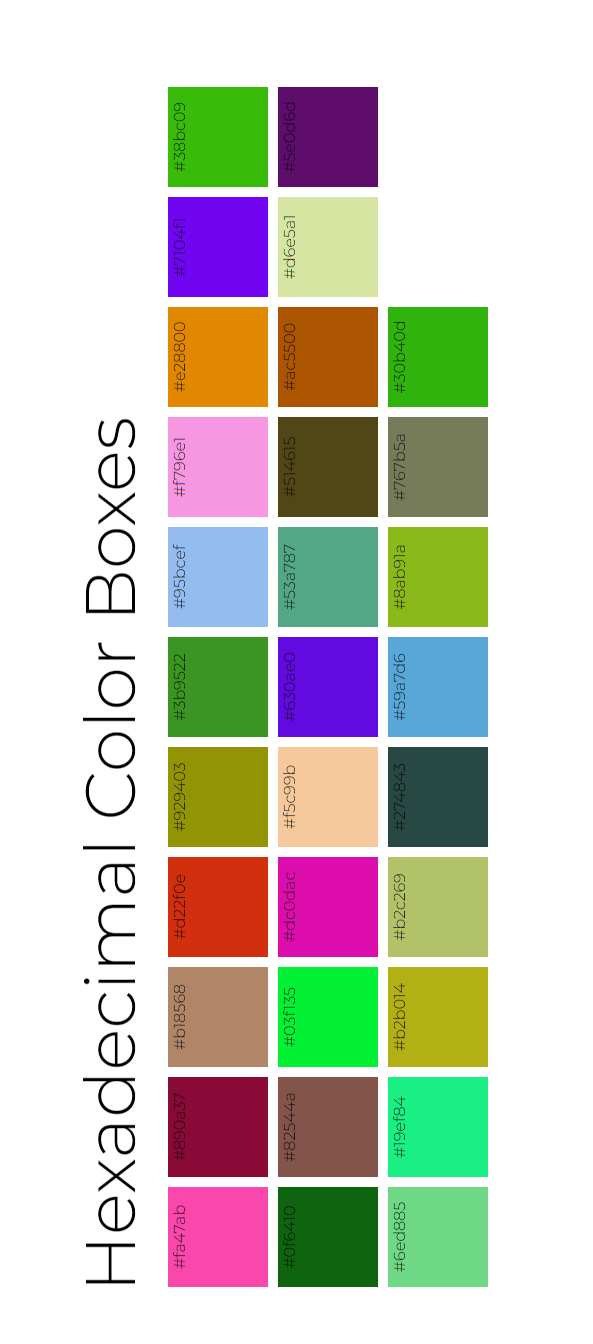 Hexadecimal Color Boxes
#fa47ab
#890a37
#b18568
#d22f0e
#929403
#3b9522
#95bcef
#f796e1
#e28800
#7104f1
#38bc09
#0f6410
#82544a
#03f135
#dc0dac
#f5c99b
#630ae0
#53a787
#514615
#ac5500
#d6e5a1
#5e0d6d
#6ed885
#19ef84
#b2b014
#b2c269
#274843
#59a7d6
#8ab91a
#767b5a
#30b40d